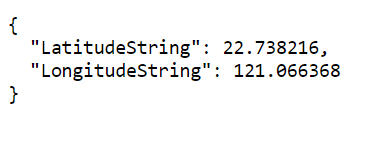 {
  "LatitudeString": 22.738216,
  "LongitudeString": 121.066368
}